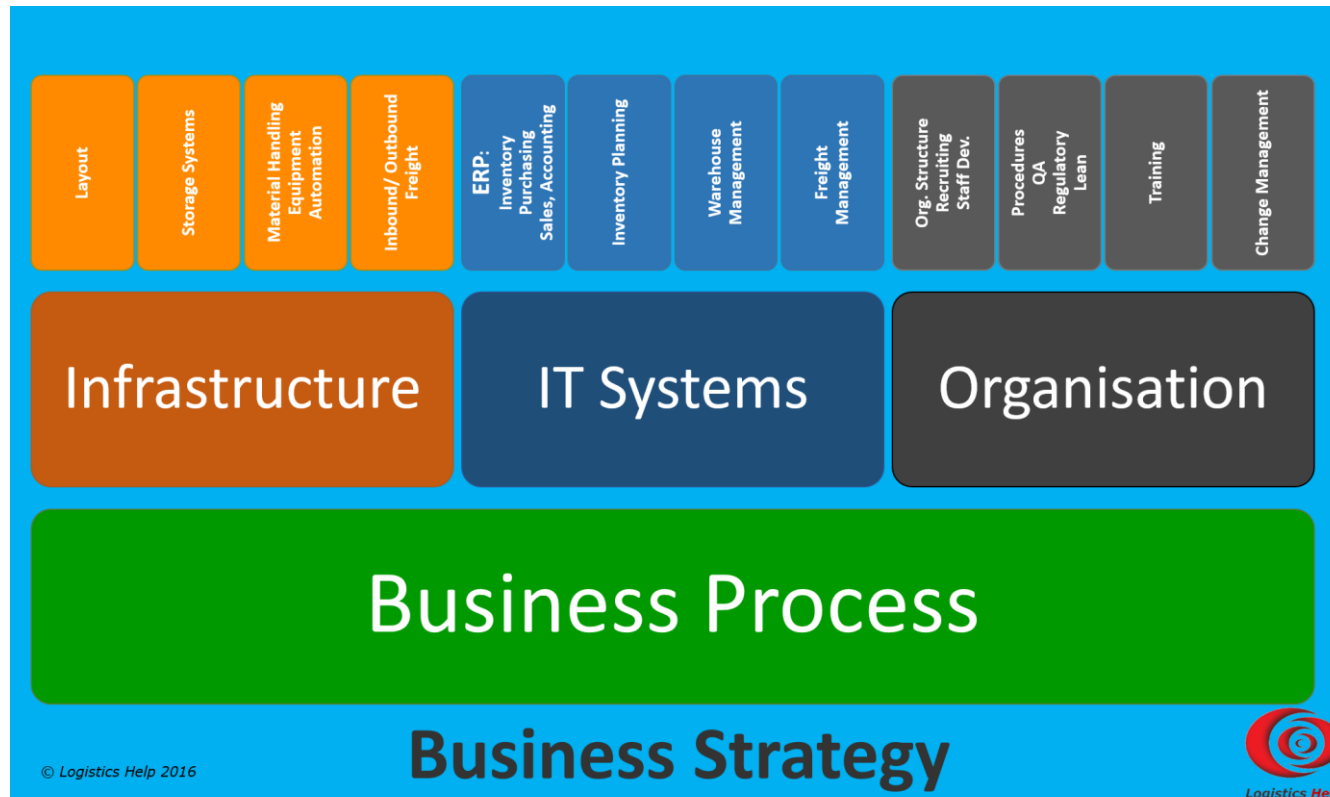 Layout
Storage Systems
Material Handling
Equipment
Automation
Inbound/ Outbound
Freight
ERP:
Inventory
Purchasing
Sales, Accounting
Inventory Planning
Warehouse
Management
Freight
Management
Org. Structure
Recruiting
Staff Dev.
Procedures
QA
Regulatory
Lean
Training
Change Management
Infrastructure
IT Systems
Organisation
Business Process
Business Strategy
© Logistics Help 2016
Logistics